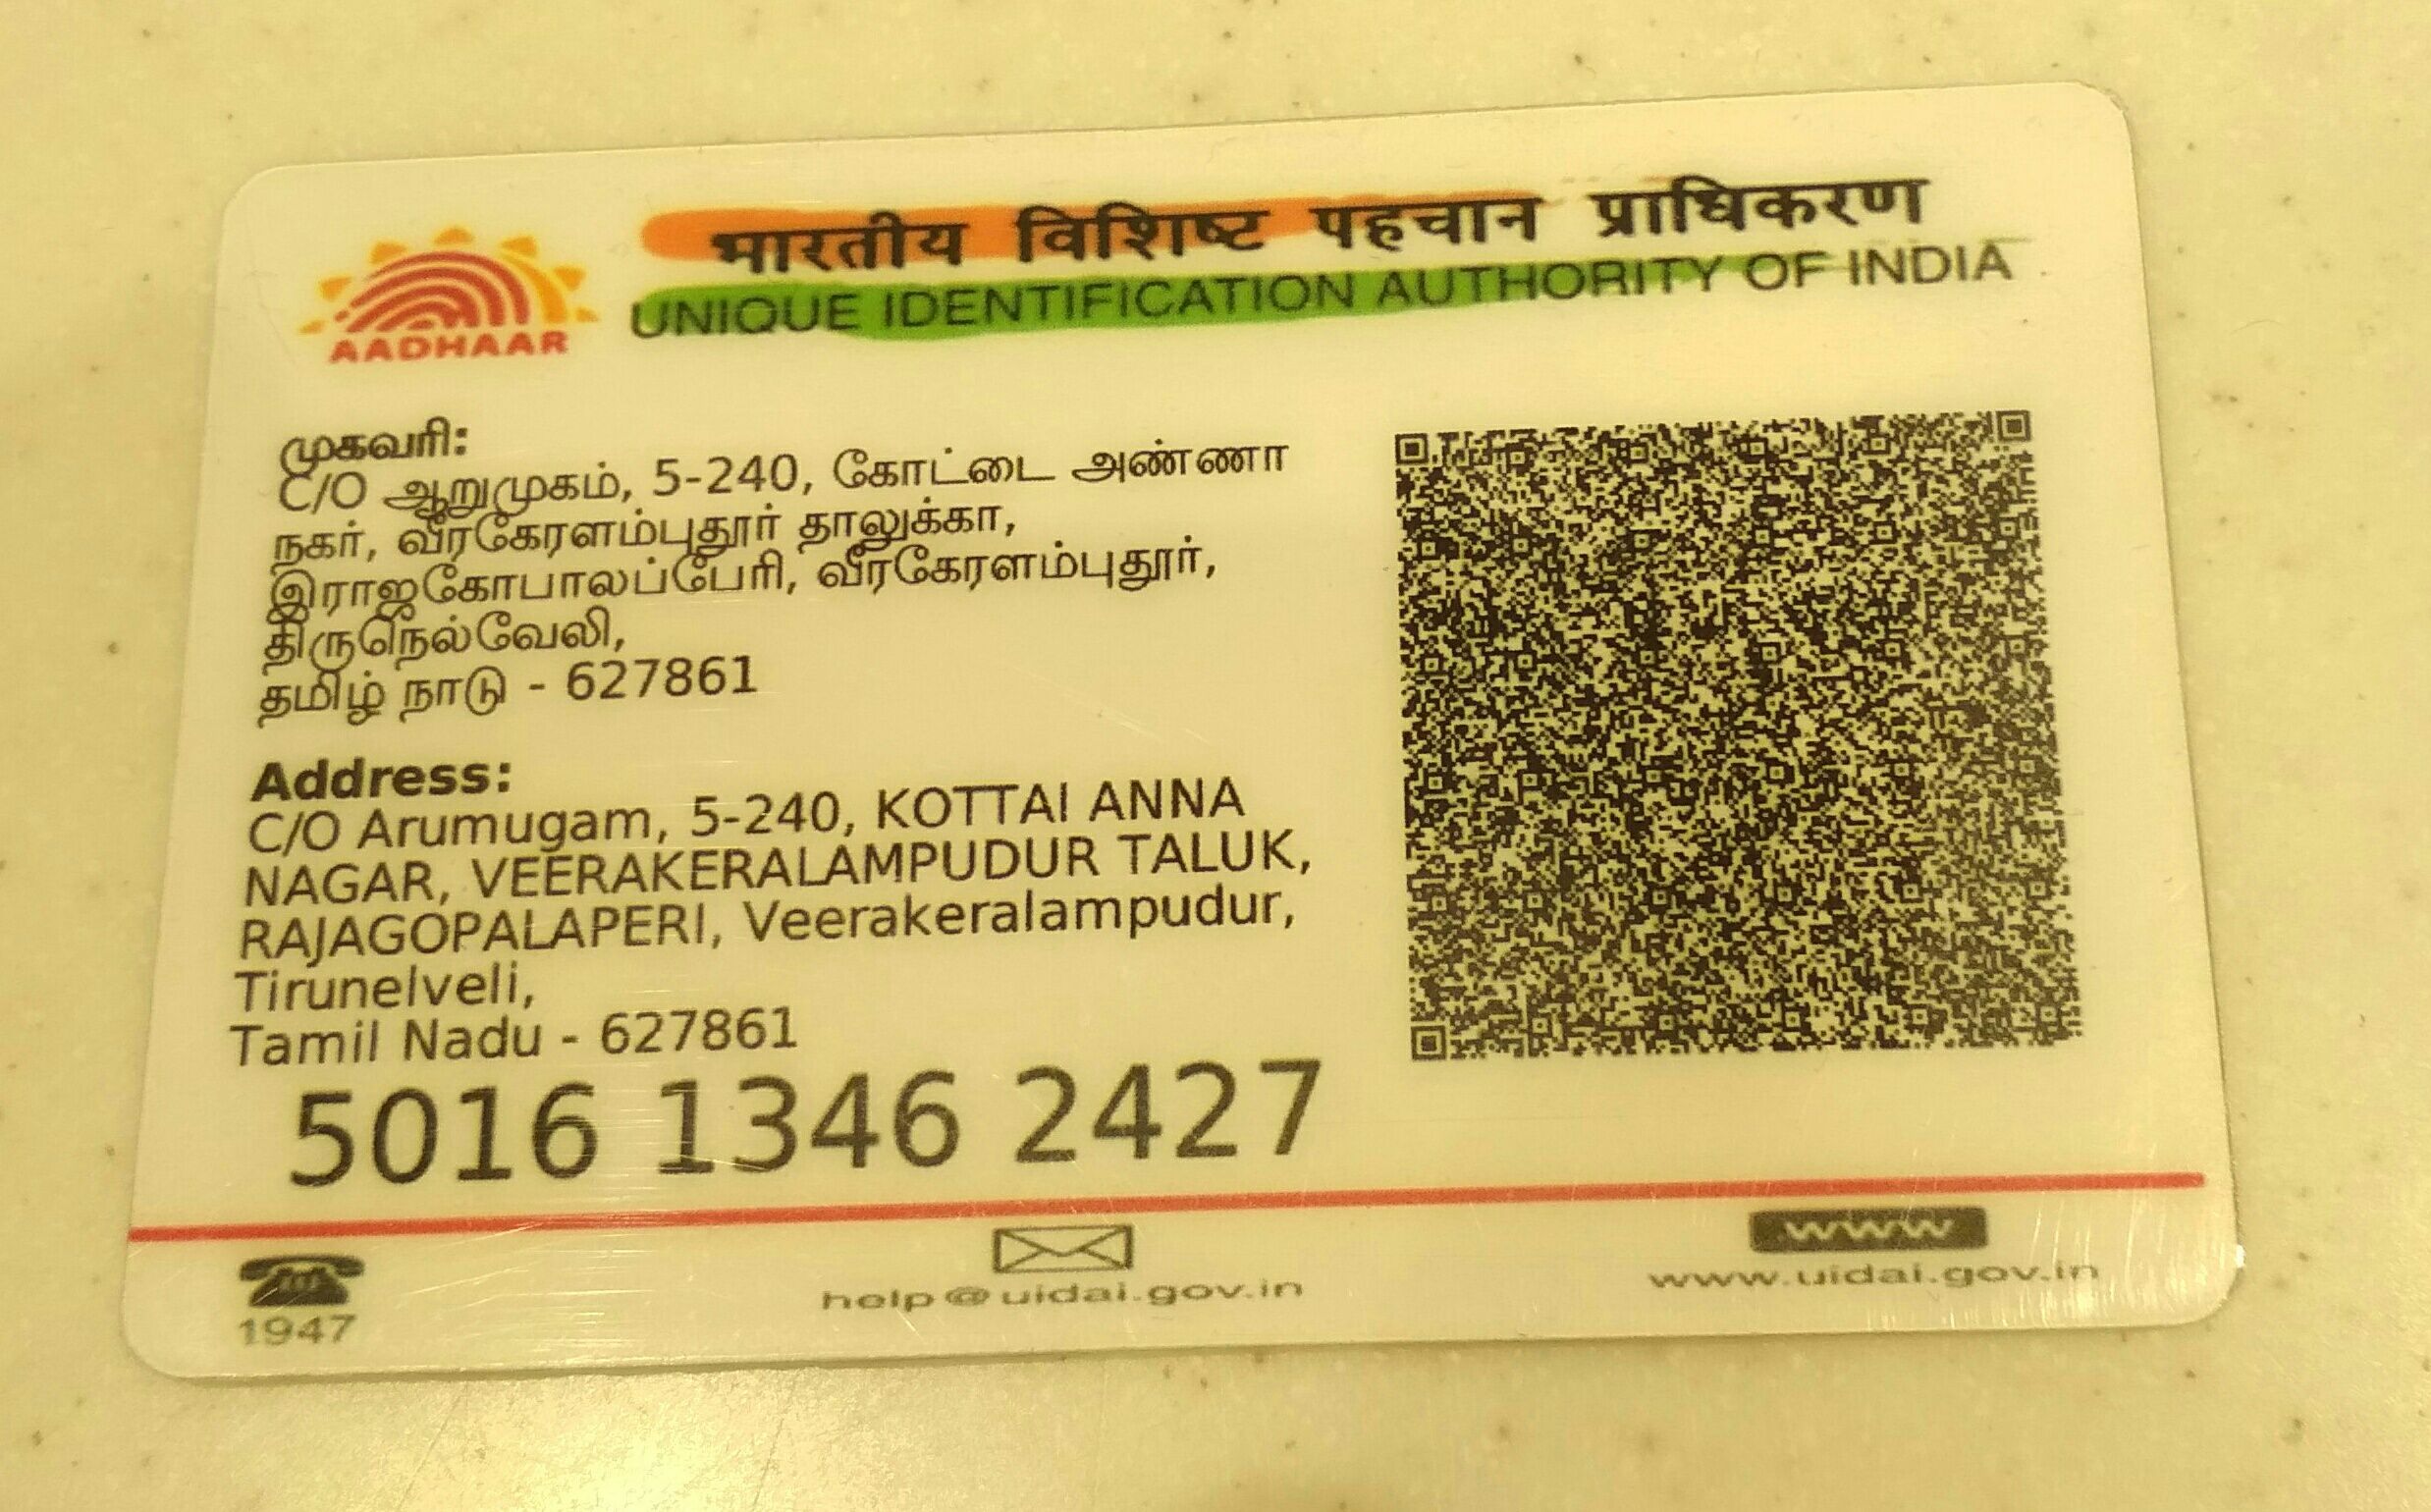 भारतीय विशिष्ट पहचान प्राधिकरण
UNIQUE IDENTIFICATION AUTHORITY OF INDIA
AADHAAR
முகவரி:
C/O ஆறுமுகம், 5-240, கோட்டை அண்ணா
நகர், வீரகேரளம்புதூர் தாலுக்கா,
இராஜகோபாலப்பேரி, வீரகேரளம்புதூர்,
திருநெல்வேலி,
தமிழ் நாடு - 627861
Address:
C/O Arumugam, 5-240, KOTTAI ANNA
NAGAR, VEERAKERALAMPUDUR TALUK,
RAJAGOPALAPERI, Veerakeralampudur,
Tirunelveli,
Tamil Nadu - 627861
5016 1346 2427
1947
help@uidai.gov.in
www
www.uidai.gov.in